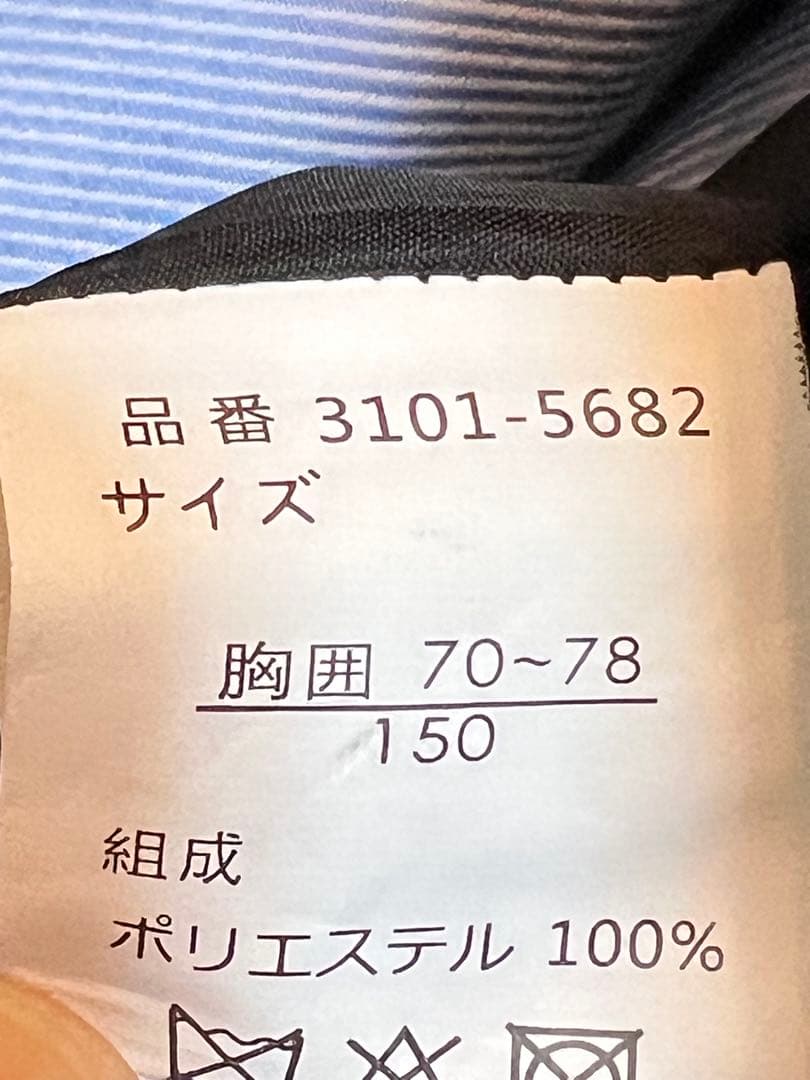 品番 3101-5682
サイズ
胸囲 70~78
150
組成
ポリエステル 100%